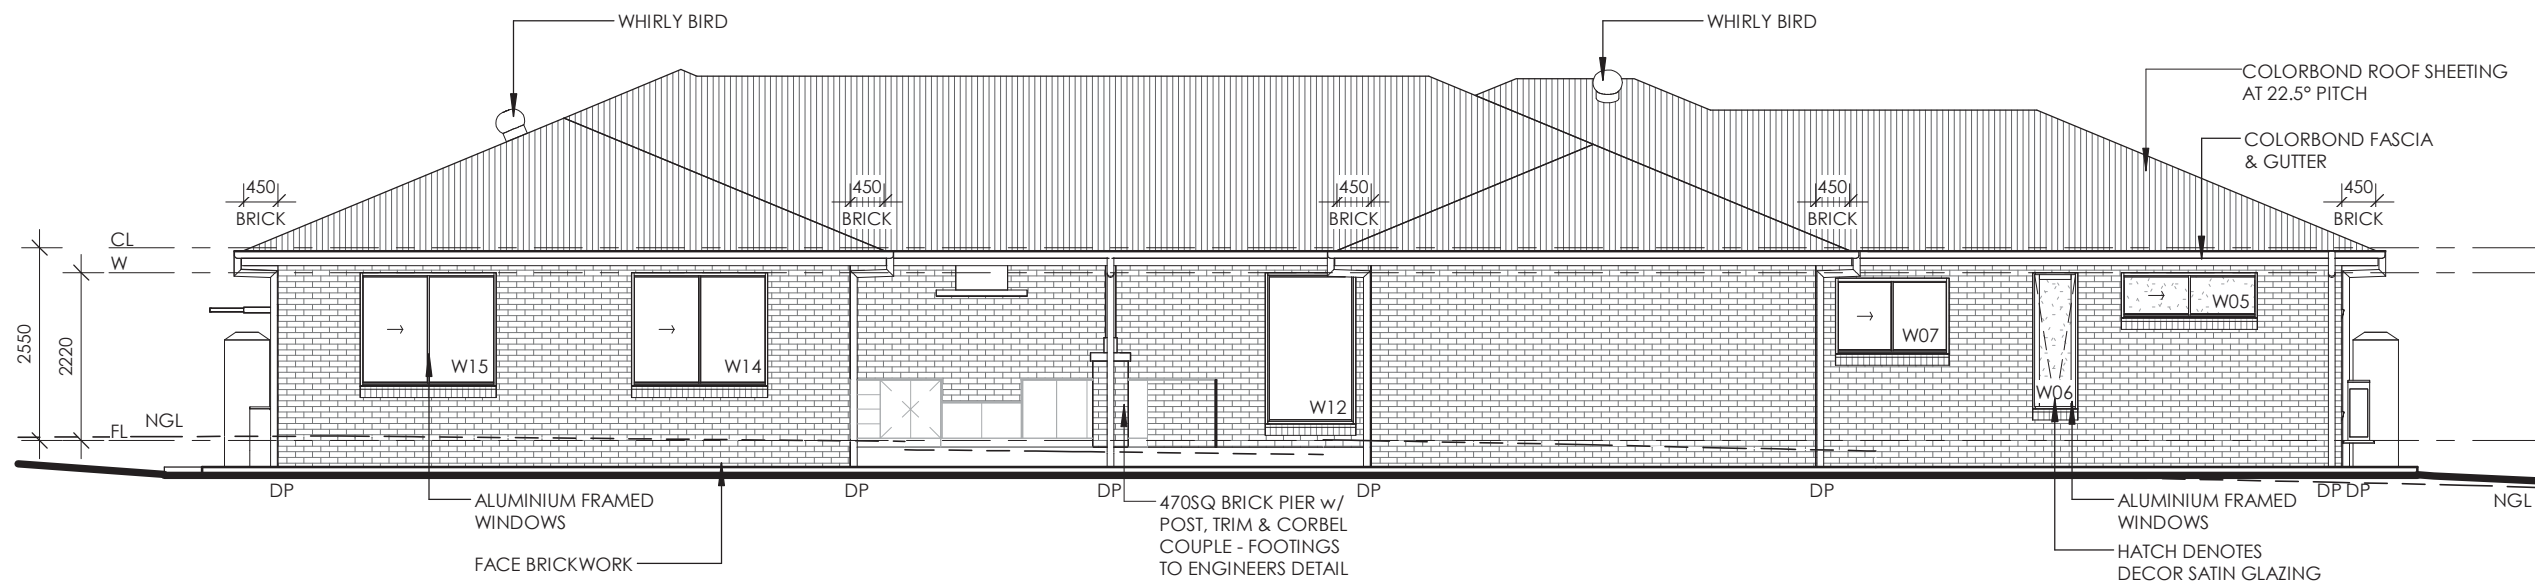 WHIRLY BIRD
WHIRLY BIRD
COLORBOND ROOF SHEETING
AT 22.5° PITCH
COLORBOND FASCIA
& GUTTER
450
BRICK
450
BRICK
450
BRICK
450
BRICK
450
BRICK
CL
W
2550
2220
FL
NGL
W15
W14
W12
W07
W06
W05
DP
DP
DP
DP
DP
DP DP
NGL
ALUMINIUM FRAMED
WINDOWS
FACE BRICKWORK
470SQ BRICK PIER w/
POST, TRIM & CORBEL
COUPLE - FOOTINGS
TO ENGINEERS DETAIL
ALUMINIUM FRAMED
WINDOWS
HATCH DENOTES
DECOR SATIN GLAZING